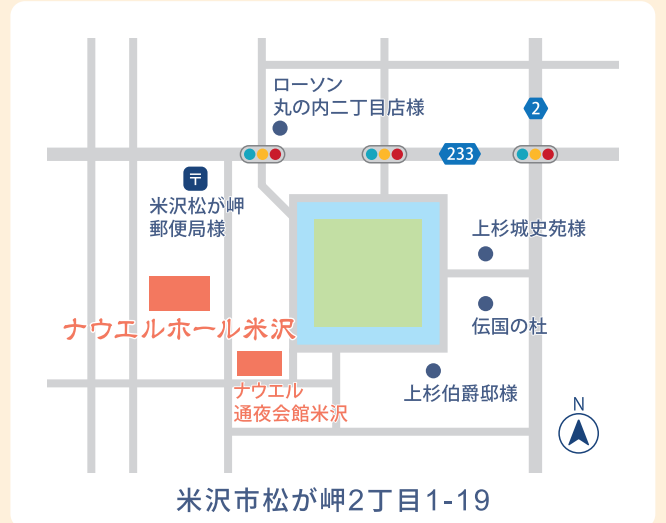 ローソン
丸の内二丁目店様
2
233
〒
米沢松が岬
郵便局様
上杉城史苑様
ナウエルホール米沢
伝国の杜
ナウエル
通夜会館米沢
上杉伯爵邸様
N
米沢市松が岬2丁目1-19